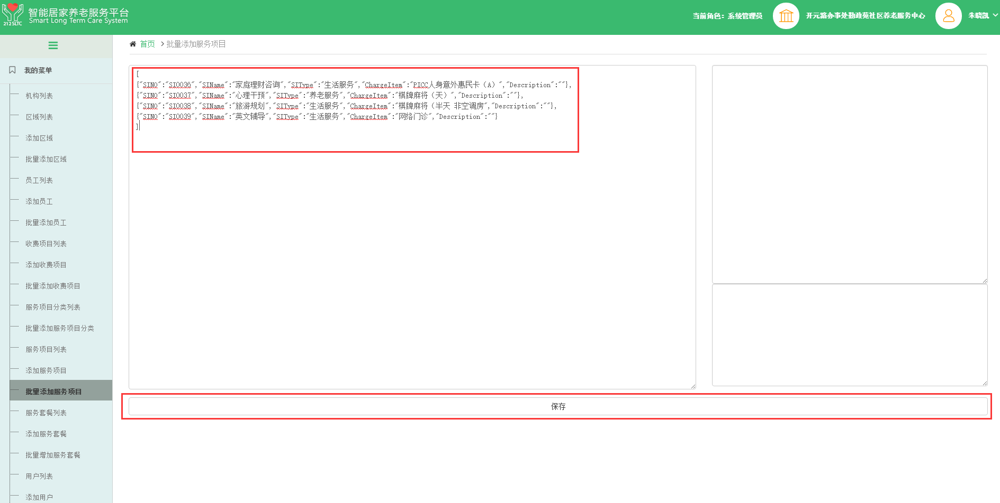 智能居家养老服务平台
Smart Long Term Care System
212SLTC
当前角色：系统管理员
开元路办事处勤政苑社区养老服务中心
朱晓凯
首页
批量添加服务项目
我的菜单
机构列表
区域列表
添加区域
批量添加区域
员工列表
添加员工
批量添加员工
收费项目列表
添加收费项目
批量添加收费项目
服务项目分类列表
批量添加服务项目分类
服务项目列表
添加服务项目
批量添加服务项目
服务套餐列表
添加服务套餐
批量增加服务套餐
用户列表
添加用户
[
{"SINO":"SI0036","SIName":"家庭理财咨询","SIType":"生活服务","ChargeItem":"PICC人身意外惠民卡（A）","Description":""},
{"SINO":"SI0037","SIName":"心理干预","SIType":"养老服务","ChargeItem":"棋牌麻将（天）","Description":""},
{"SINO":"SI0038","SIName":"旅游规划","SIType":"生活服务","ChargeItem":"棋牌麻将（半天 非空调房","Description":""},
{"SINO":"SI0039","SIName":"英文辅导","SIType":"生活服务","ChargeItem":"网络门诊","Description":""}
]
保存